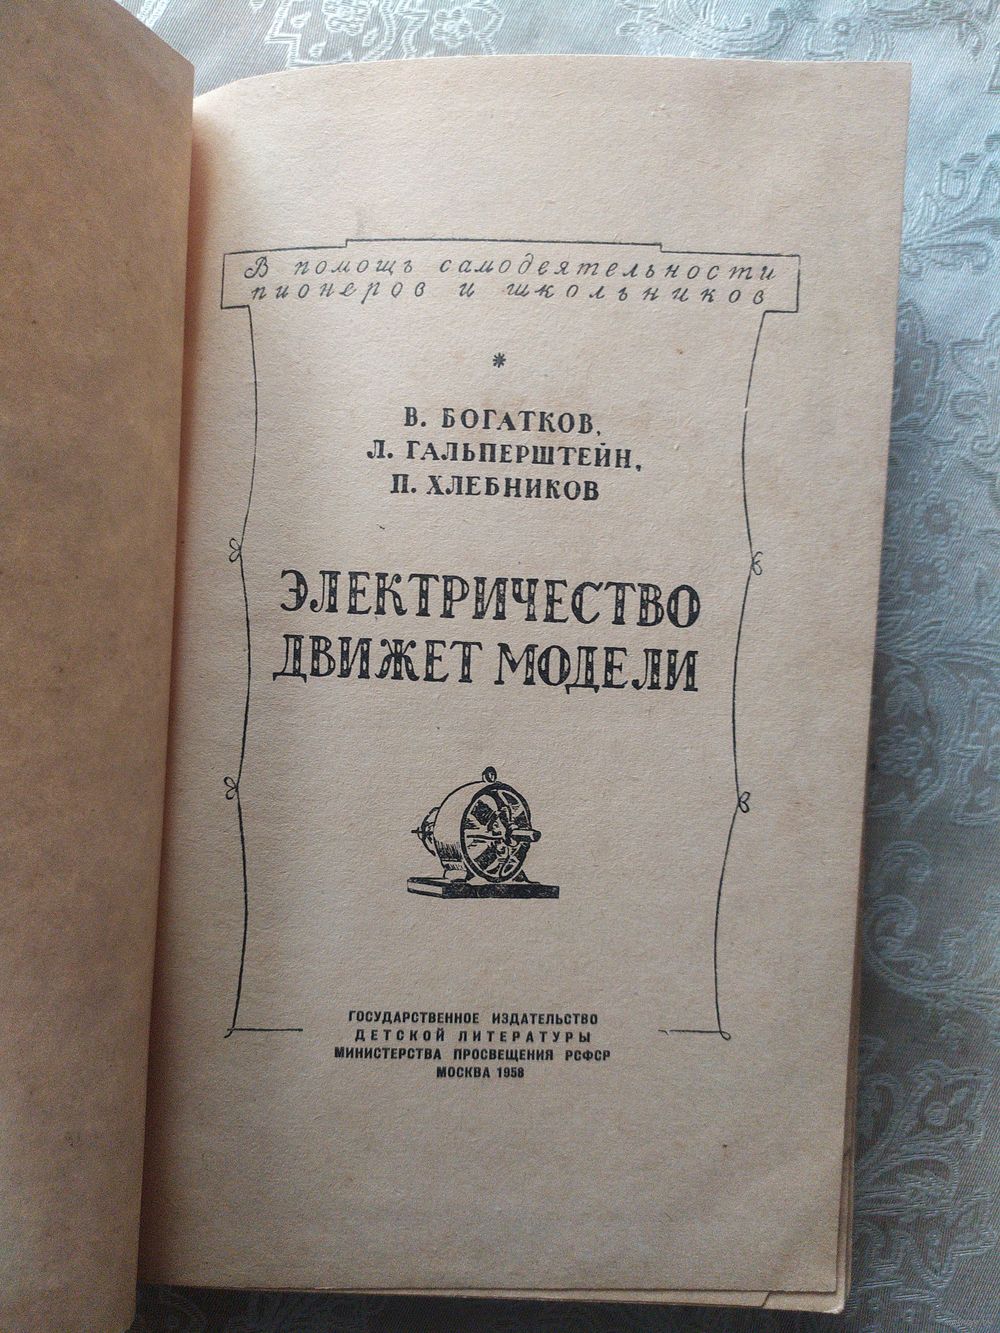 В помощь самодеятельности
пионеров и школьников
*
В. БОГАТКОВ,
Л. ГАЛЬПЕРШТЕЙН,
П. ХЛЕБНИКОВ
ЭЛЕКТРИЧЕСТВО
ДВИЖЕТ МОДЕЛИ
ГОСУДАРСТВЕННОЕ ИЗДАТЕЛЬСТВО
ДЕТСКОЙ ЛИТЕРАТУРЫ
МИНИСТЕРСТВА ПРОСВЕЩЕНИЯ РСФСР
МОСКВА 1958